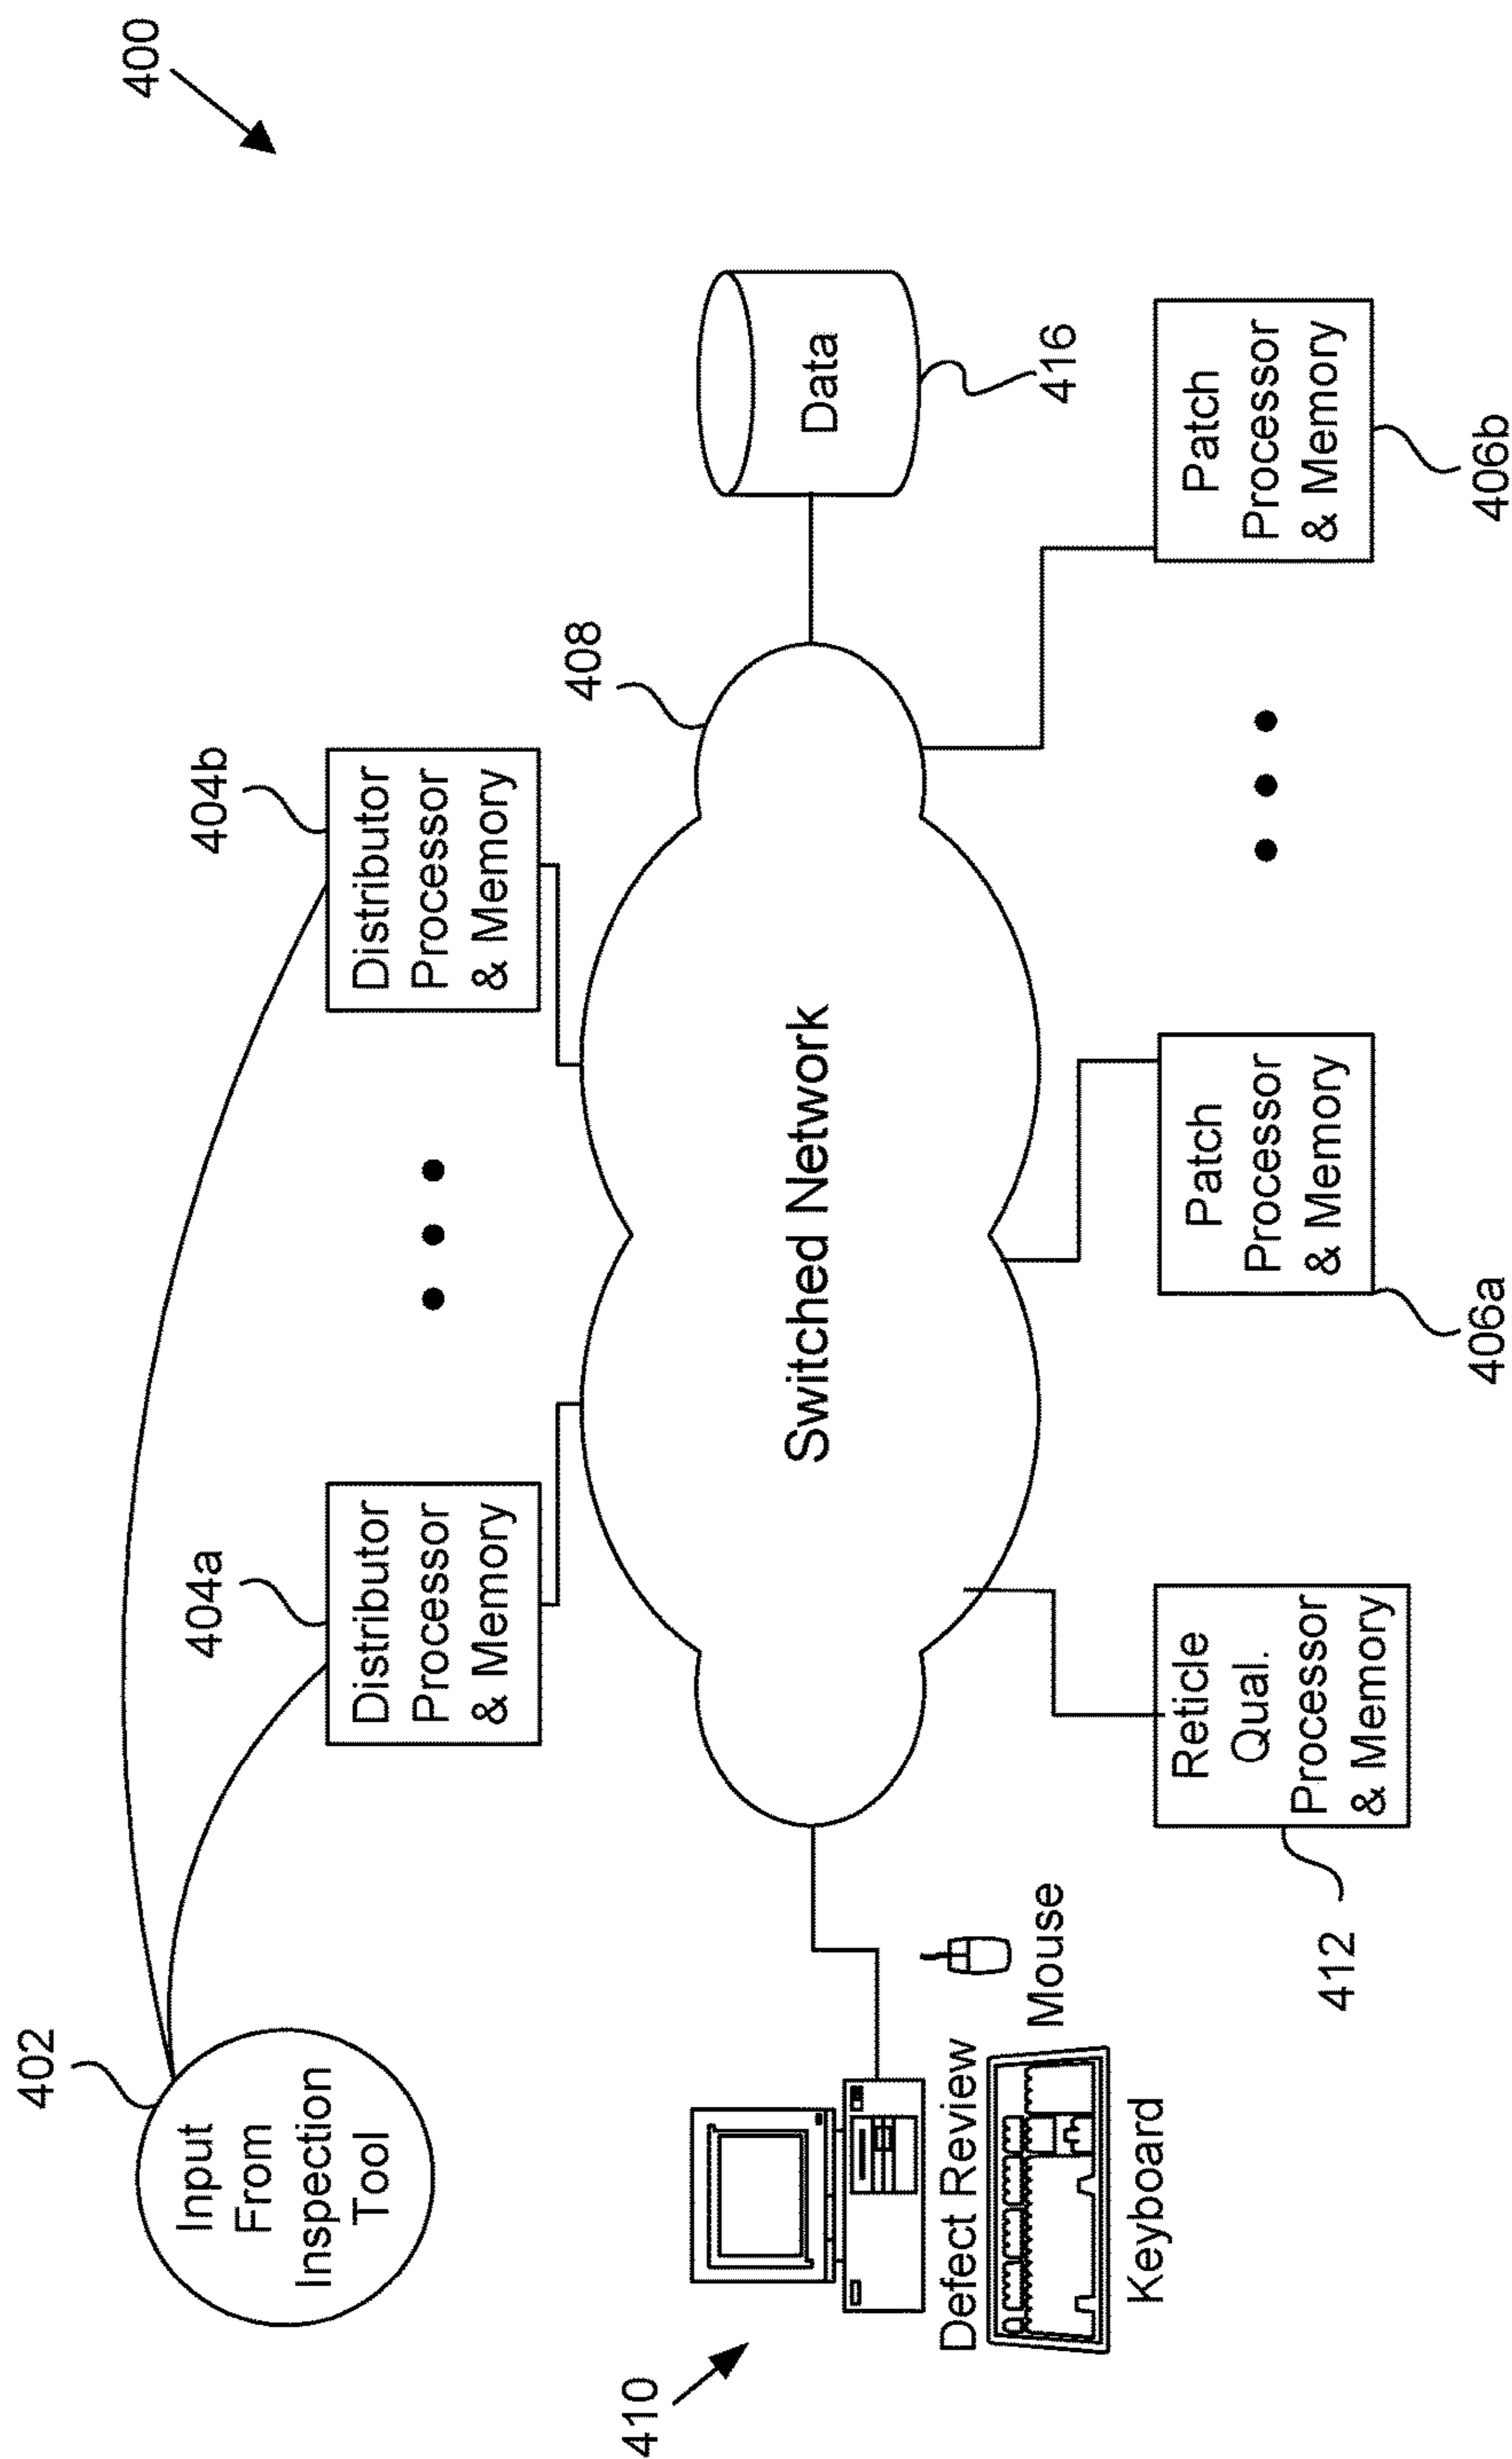 400
402
Input
From
Inspection
Tool
404a
Distributor
Processor
& Memory
404b
Distributor
Processor
& Memory
408
Switched Network
Data
416
410
Defect Review
Mouse
Keyboard
412
Reticle
Qual.
Processor
& Memory
Patch
Processor
& Memory
406a
Patch
Processor
& Memory
406b